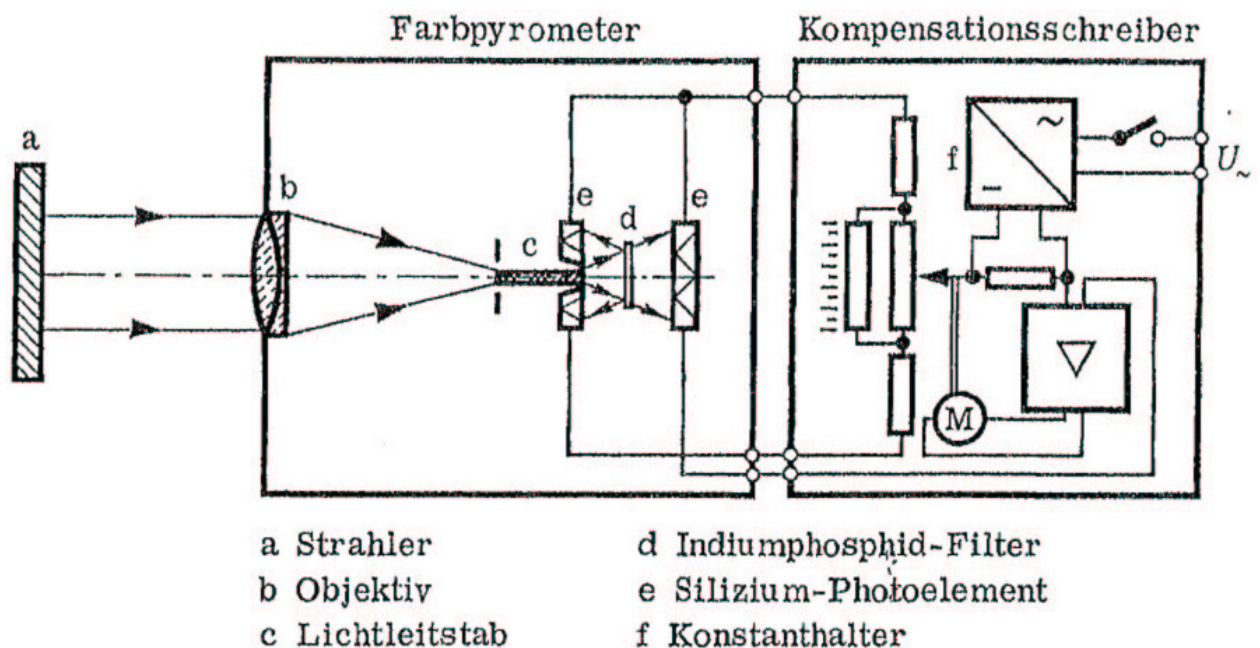 Farbpyrometer
Kompensationsschreiber
a
b
c
d
e
e
f
~
–
U~
M
a Strahler
b Objektiv
c Lichtleitstab
d Indiumphosphid-Filter
e Silizium-Photoelement
f Konstanthalter